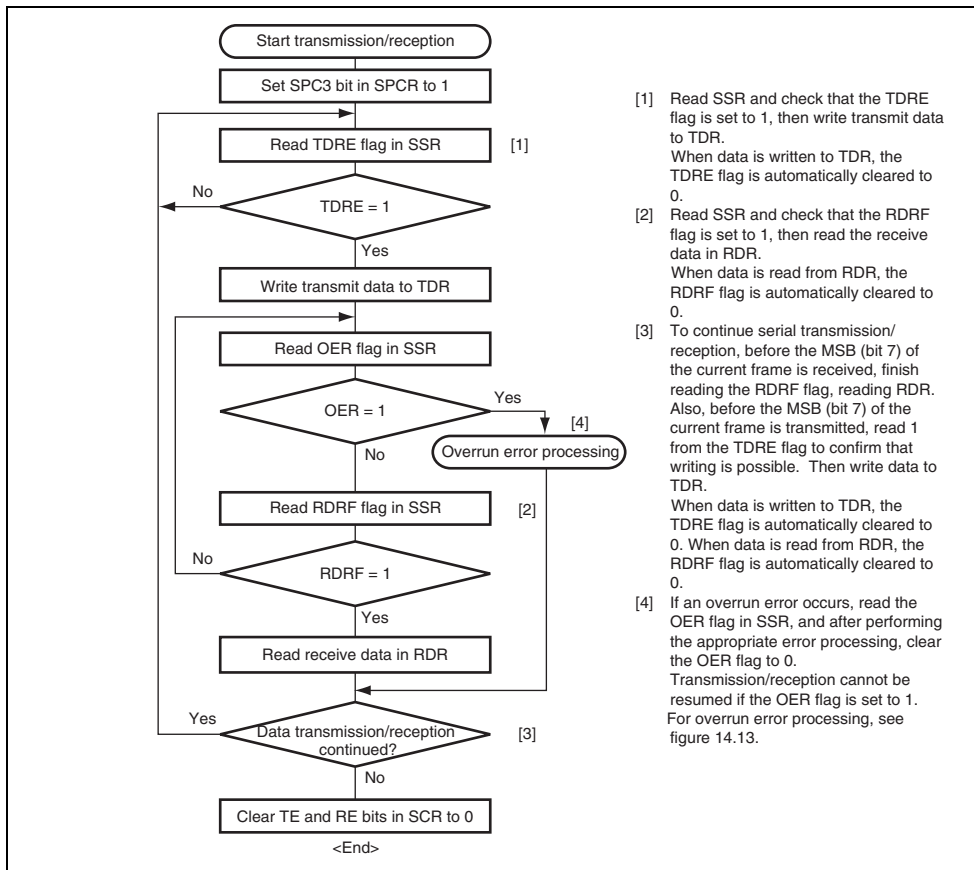 Start transmission/reception
Set SPC3 bit in SPCR to 1
Read TDRE flag in SSR
[1]
No
TDRE = 1
Yes
Write transmit data to TDR
Read OER flag in SSR
OER = 1
Yes
[4]
No
Overrun error processing
Read RDRF flag in SSR
[2]
No
RDRF = 1
Yes
Read receive data in RDR
Yes
Data transmission/reception
continued?
[3]
No
Clear TE and RE bits in SCR to 0
<End>
[1] Read SSR and check that the TDRE
flag is set to 1, then write transmit data
to TDR.
When data is written to TDR, the
TDRE flag is automatically cleared to
0.
[2] Read SSR and check that the RDRF
flag is set to 1, then read the receive
data in RDR.
When data is read from RDR, the
RDRF flag is automatically cleared to
0.
[3] To continue serial transmission/
reception, before the MSB (bit 7) of
the current frame is received, finish
reading the RDRF flag, reading RDR.
Also, before the MSB (bit 7) of the
current frame is transmitted, read 1
from the TDRE flag to confirm that
writing is possible. Then write data to
TDR.
When data is written to TDR, the
TDRE flag is automatically cleared to
0. When data is read from RDR, the
RDRF flag is automatically cleared to
0.
[4] If an overrun error occurs, read the
OER flag in SSR, and after performing
the appropriate error processing, clear
the OER flag to 0.
Transmission/reception cannot be
resumed if the OER flag is set to 1.
For overrun error processing, see
figure 14.13.